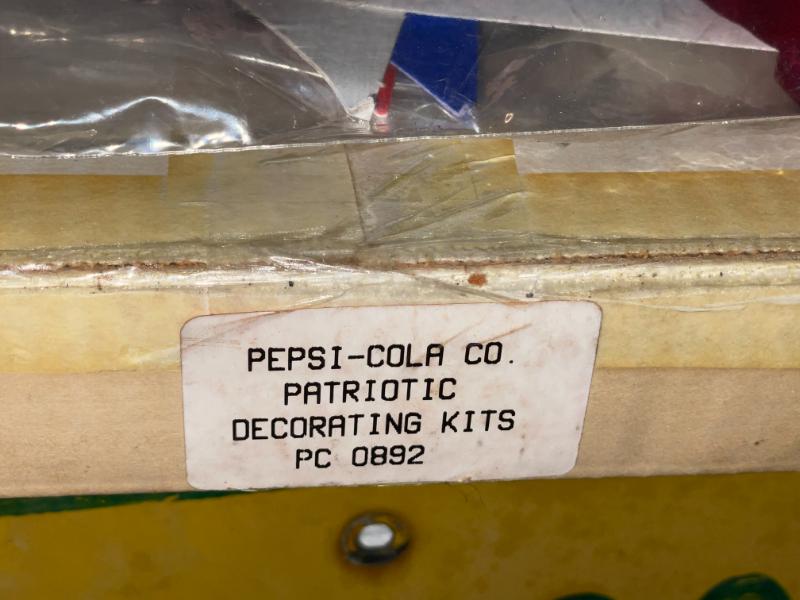 PEPSI-COLA CO.
PATRIOTIC
DECORATING KITS
PC 0892